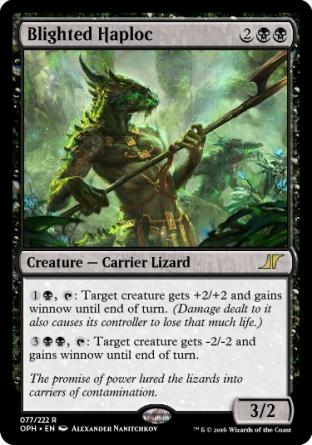 Blighted Haploc 2
Creature — Carrier Lizard
1, : Target creature gets +2/+2 and gains
winnow until end of turn. (Damage dealt to it
also causes its controller to lose that much life.)
3, : Target creature gets -2/-2 and
gains winnow until end of turn.
The promise of power lured the lizards into
carriers of contamination.
3/2
077/222 R
OPH • EN Alexander Nanitchkov
™ & © 2016 Wizards of the Coast